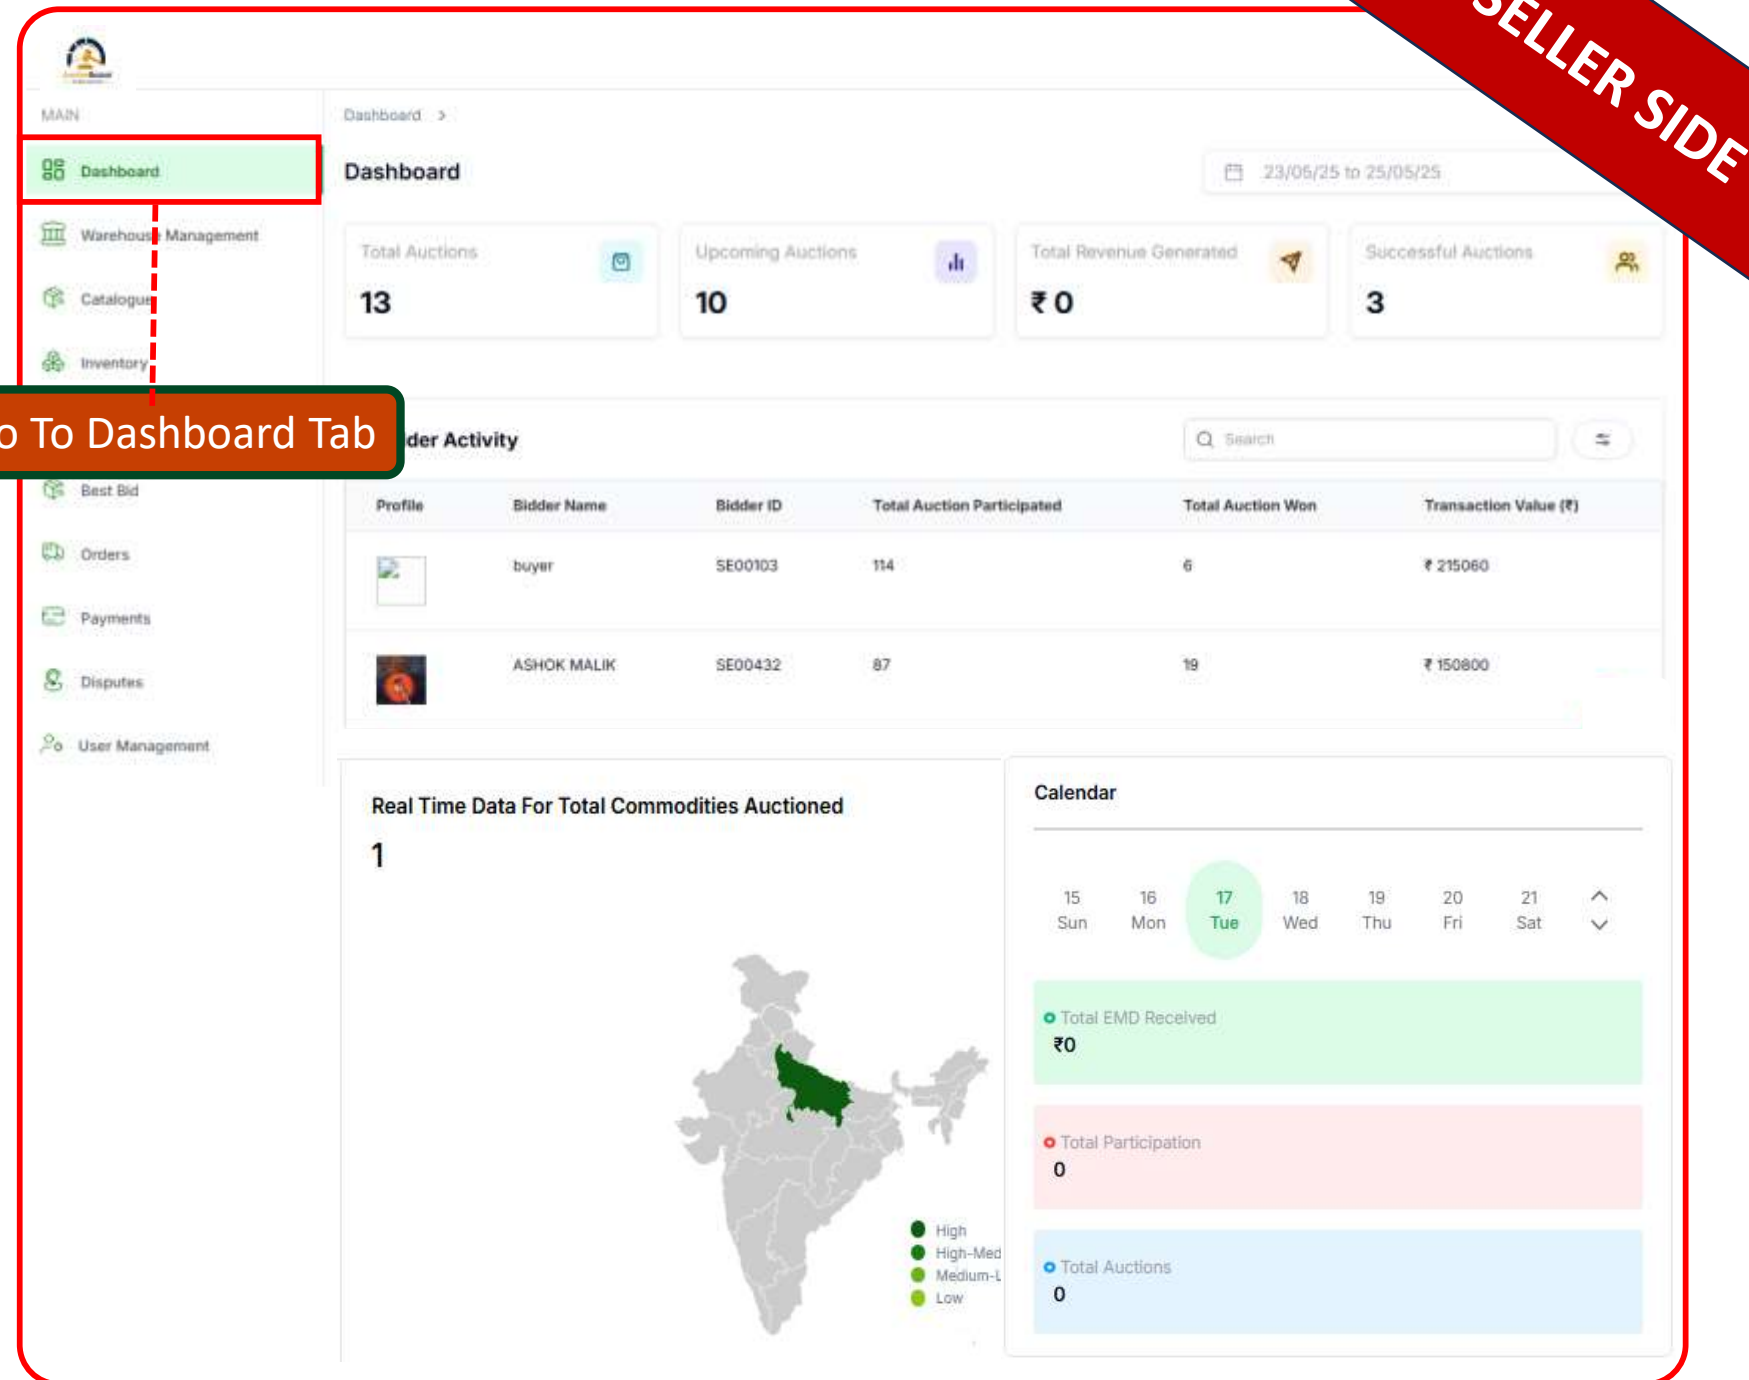 SELLER SIDE
MAIN
Dashboard
Warehouse Management
Catalogue
Inventory
o To Dashboard Tab
Best Bid
Orders
Payments
Disputes
User Management
Dashboard >
Dashboard
23/05/25 to 25/05/25
Total Auctions
13
Upcoming Auctions
10
Total Revenue Generated
₹ 0
Successful Auctions
3
der Activity
Search
Profile Bidder Name Bidder ID Total Auction Participated Total Auction Won Transaction Value (₹)
buyer SE00103 114 6 ₹ 215060
ASHOK MALIK SE00432 87 19 ₹ 150800
Real Time Data For Total Commodities Auctioned
1
High
High-Med
Medium-L
Low
Calendar
15 16 17 18 19 20 21
Sun Mon Tue Wed Thu Fri Sat
Total EMD Received
₹0
Total Participation
0
Total Auctions
0